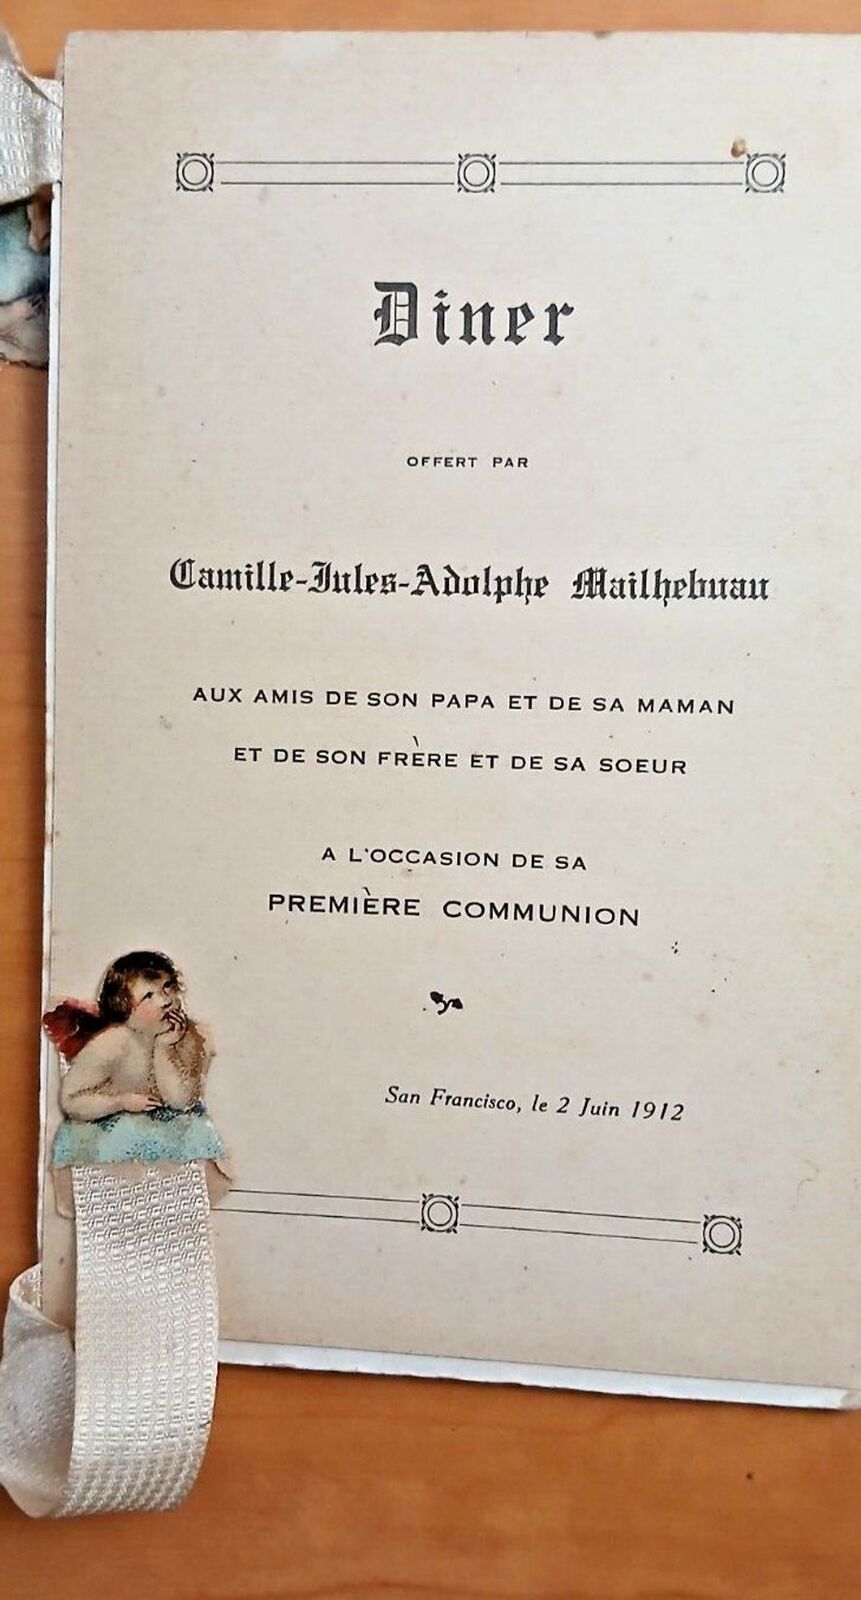 Diner
OFFERT PAR
Camille-Jules-Adolphe Mailhebuau
AUX AMIS DE SON PAPA ET DE SA MAMAN
ET DE SON FRÈRE ET DE SA SOEUR
A L'OCCASION DE SA
PREMIÈRE COMMUNION
San Francisco, le 2 Juin 1912